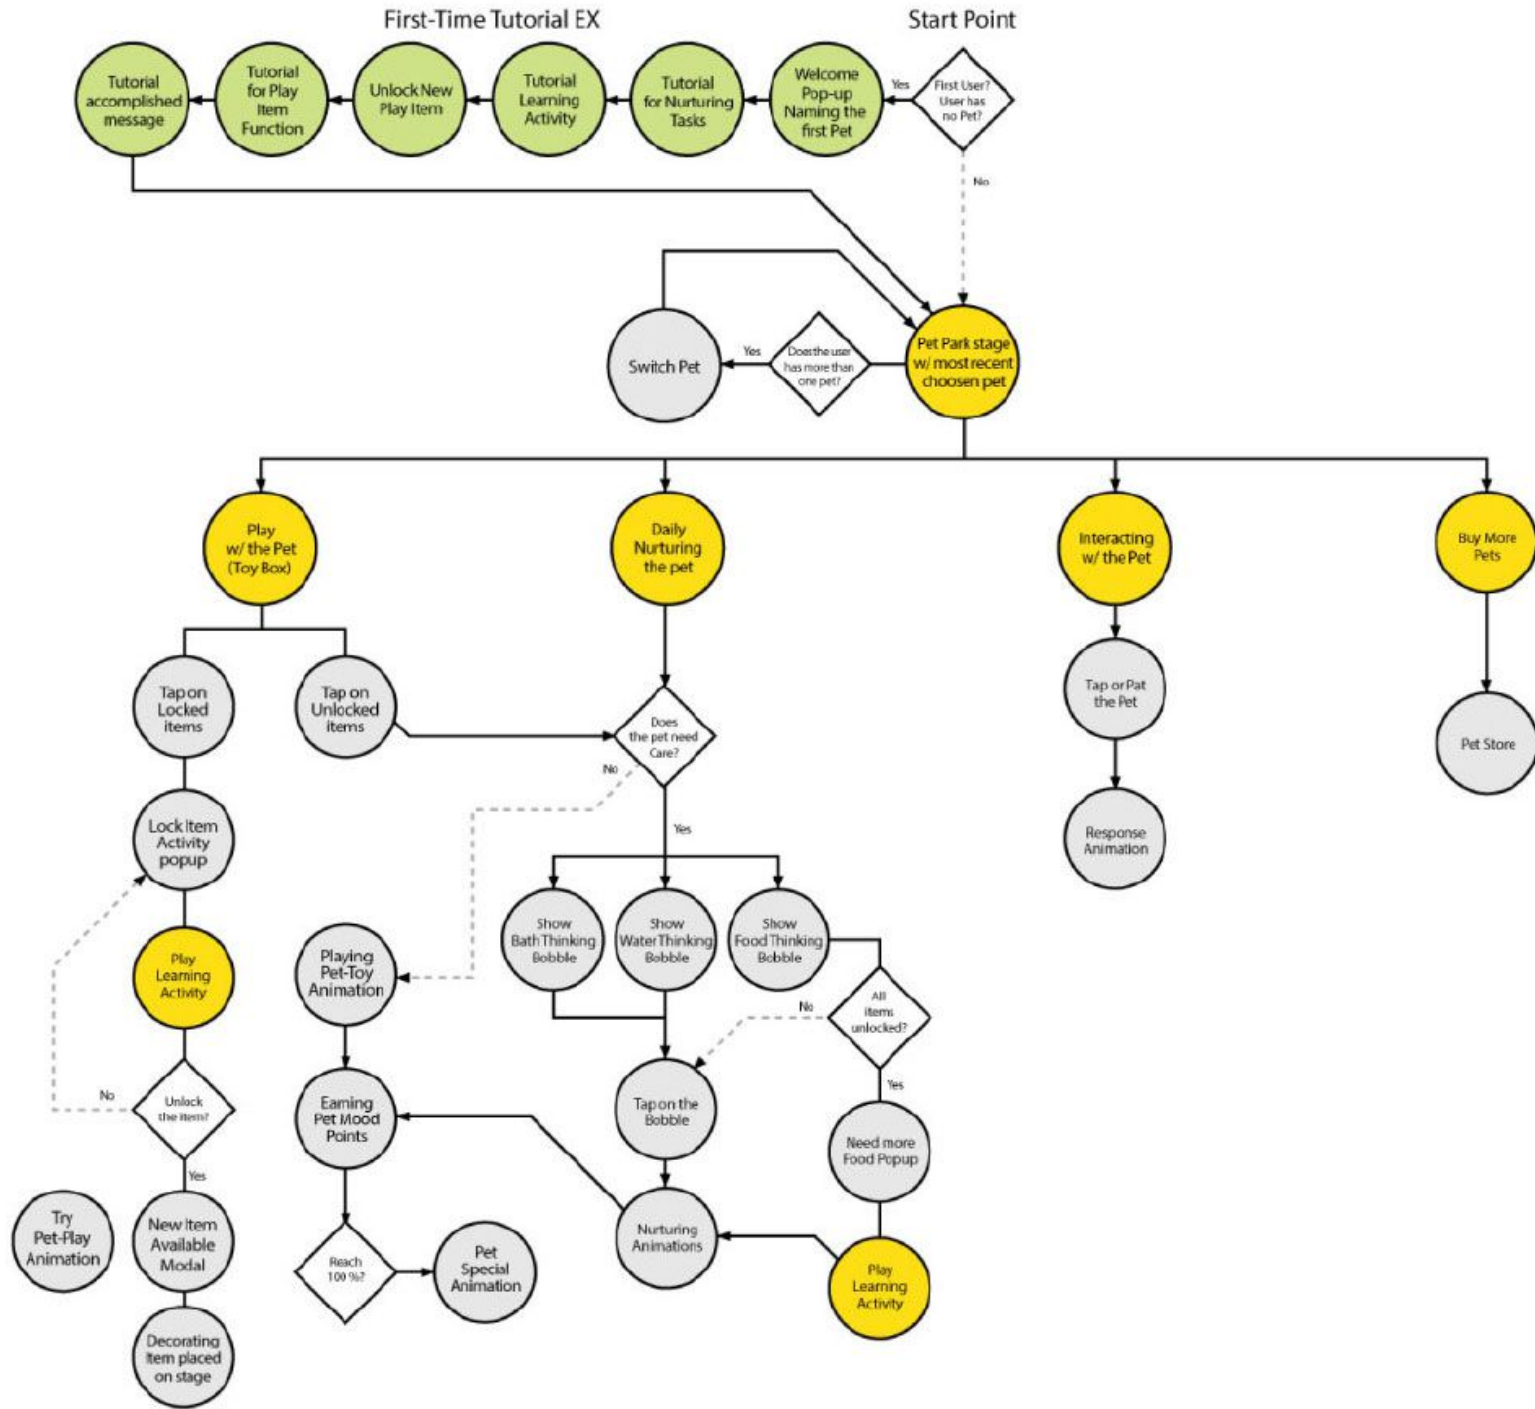 First-Time Tutorial EX
Start Point
Tutorial
accomplished
message
Tutorial
for Play
Item
Function
Unlock New
Play Item
Tutorial
Learning
Activity
Tutorial
for Nurturing
Tasks
Welcome
Pop-up
Naming the
first Pet
Yes
First User?
User has
no Pet?
No
Switch Pet
Yes
Does the user
has more than
one pet?
Pet Park stage
w/ most recent
choosen pet
Play
w/ the Pet
(Toy Box)
Daily
Nurturing
the pet
Interacting
w/ the Pet
Buy More
Pets
Tap on
Locked
items
Tap on
Unlocked
items
Does
the pet need
Care?
No
Yes
Tap or Pat
the Pet
Pet Store
Lock Item
Activity
popup
Response
Animation
Play
Learning
Activity
Playing
Pet-Toy
Animation
Show
Bath Thinking
Bobble
Show
Water Thinking
Bobble
Show
Food Thinking
Bobble
No
All
items
unlocked?
Yes
No
Unlock
the item?
Yes
Earning
Pet Mood
Points
Tap on the
Bobble
Need more
Food Popup
Try
Pet-Play
Animation
New Item
Available
Modal
Reach
100 %?
Pet
Special
Animation
Nurturing
Animations
Play
Learning
Activity
Decorating
Item placed
on stage